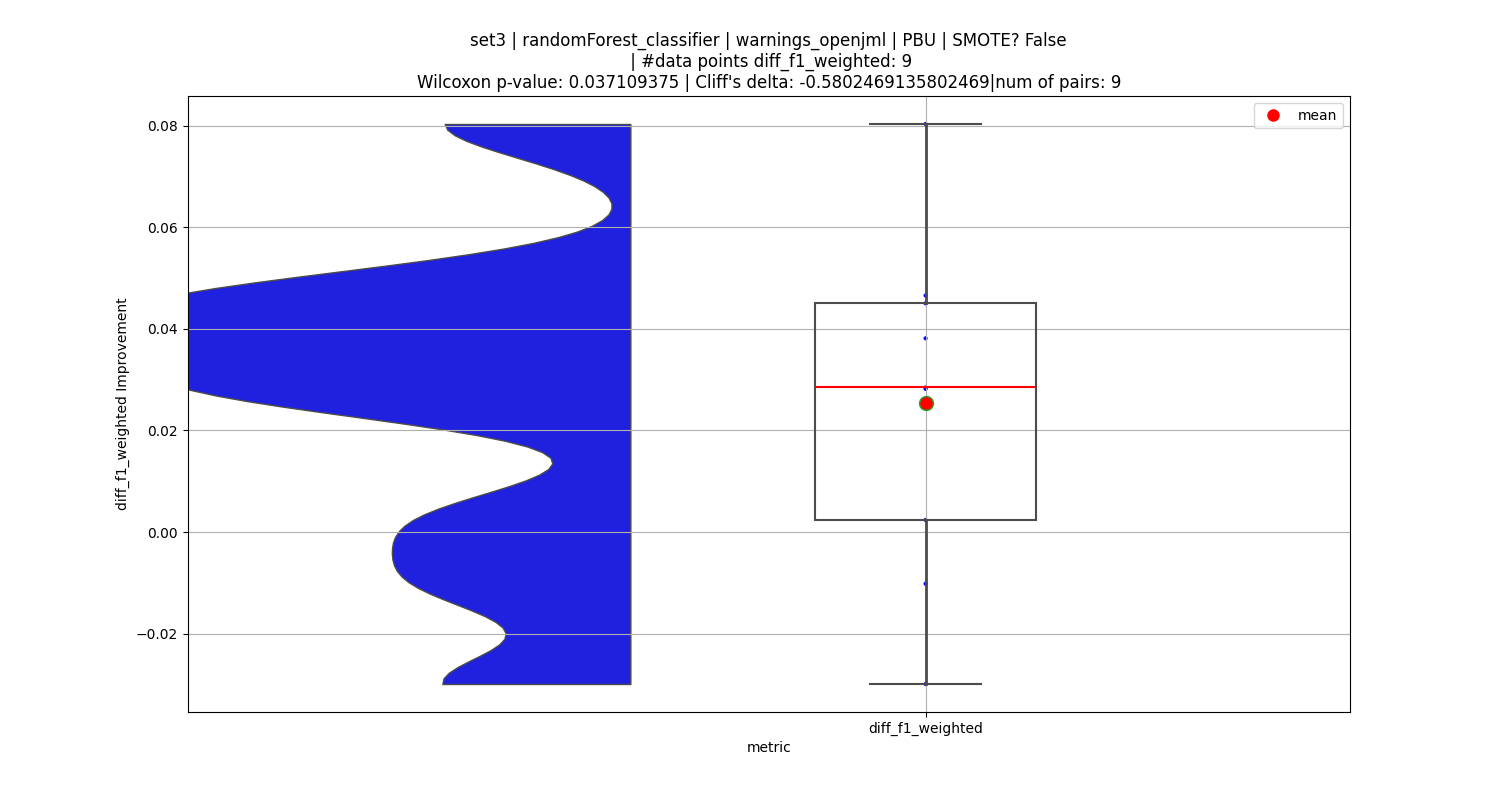 set3 | randomForest_classifier | warnings_openjml | PBU | SMOTE? False
| #data points diff_f1_weighted: 9
Wilcoxon p-value: 0.037109375 | Cliff's delta: -0.5802469135802469|num of pairs: 9
mean
0.08
0.06
0.04
0.02
0.00
−0.02
diff_f1_weighted Improvement
diff_f1_weighted
metric